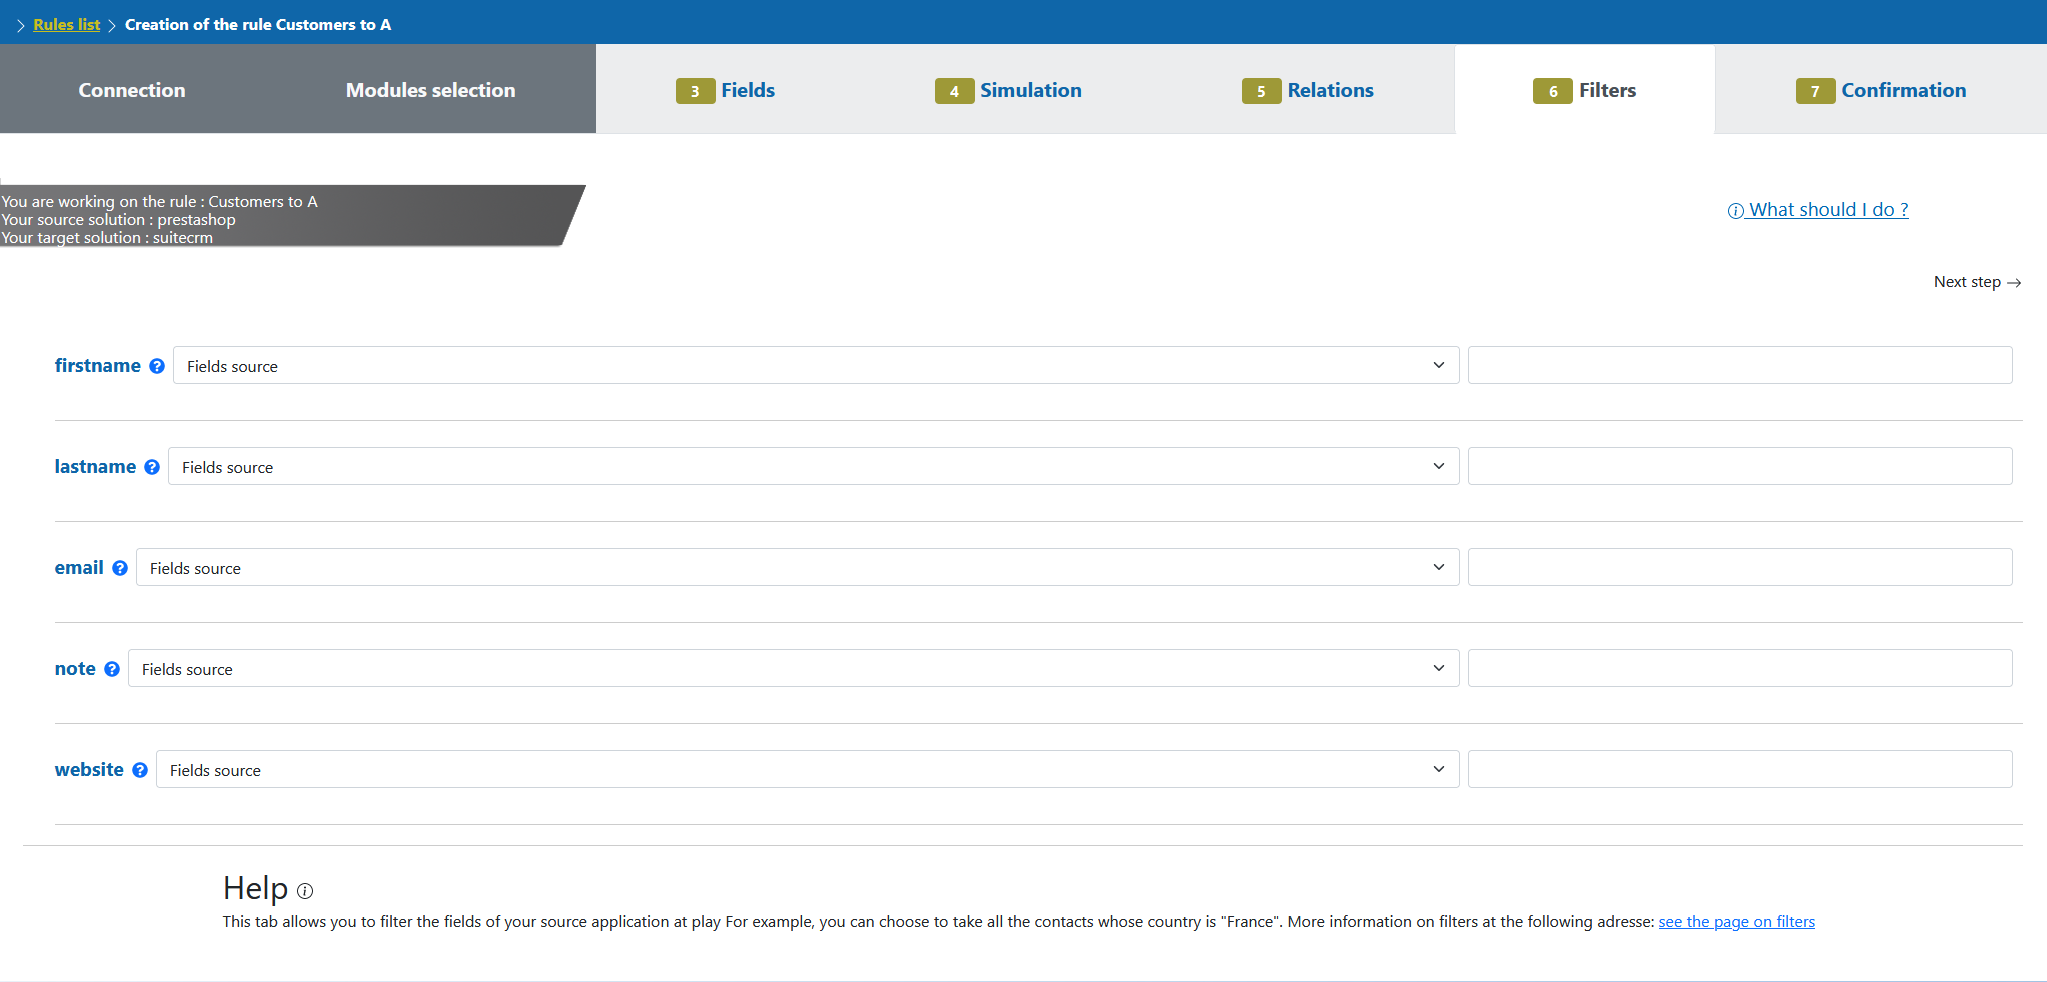 Rules list Creation of the rule Customers to A
Connection Modules selection 3 Fields 4 Simulation 5 Relations 6 Filters 7 Confirmation
You are working on the rule : Customers to A
Your source solution : prestashop
Your target solution : suitecrm
What should I do ?
Next step →
firstname Fields source
lastname Fields source
email Fields source
note Fields source
website Fields source
Help
This tab allows you to filter the fields of your source application at play For example, you can choose to take all the contacts whose country is "France". More information on filters at the following adresse: see the page on filters